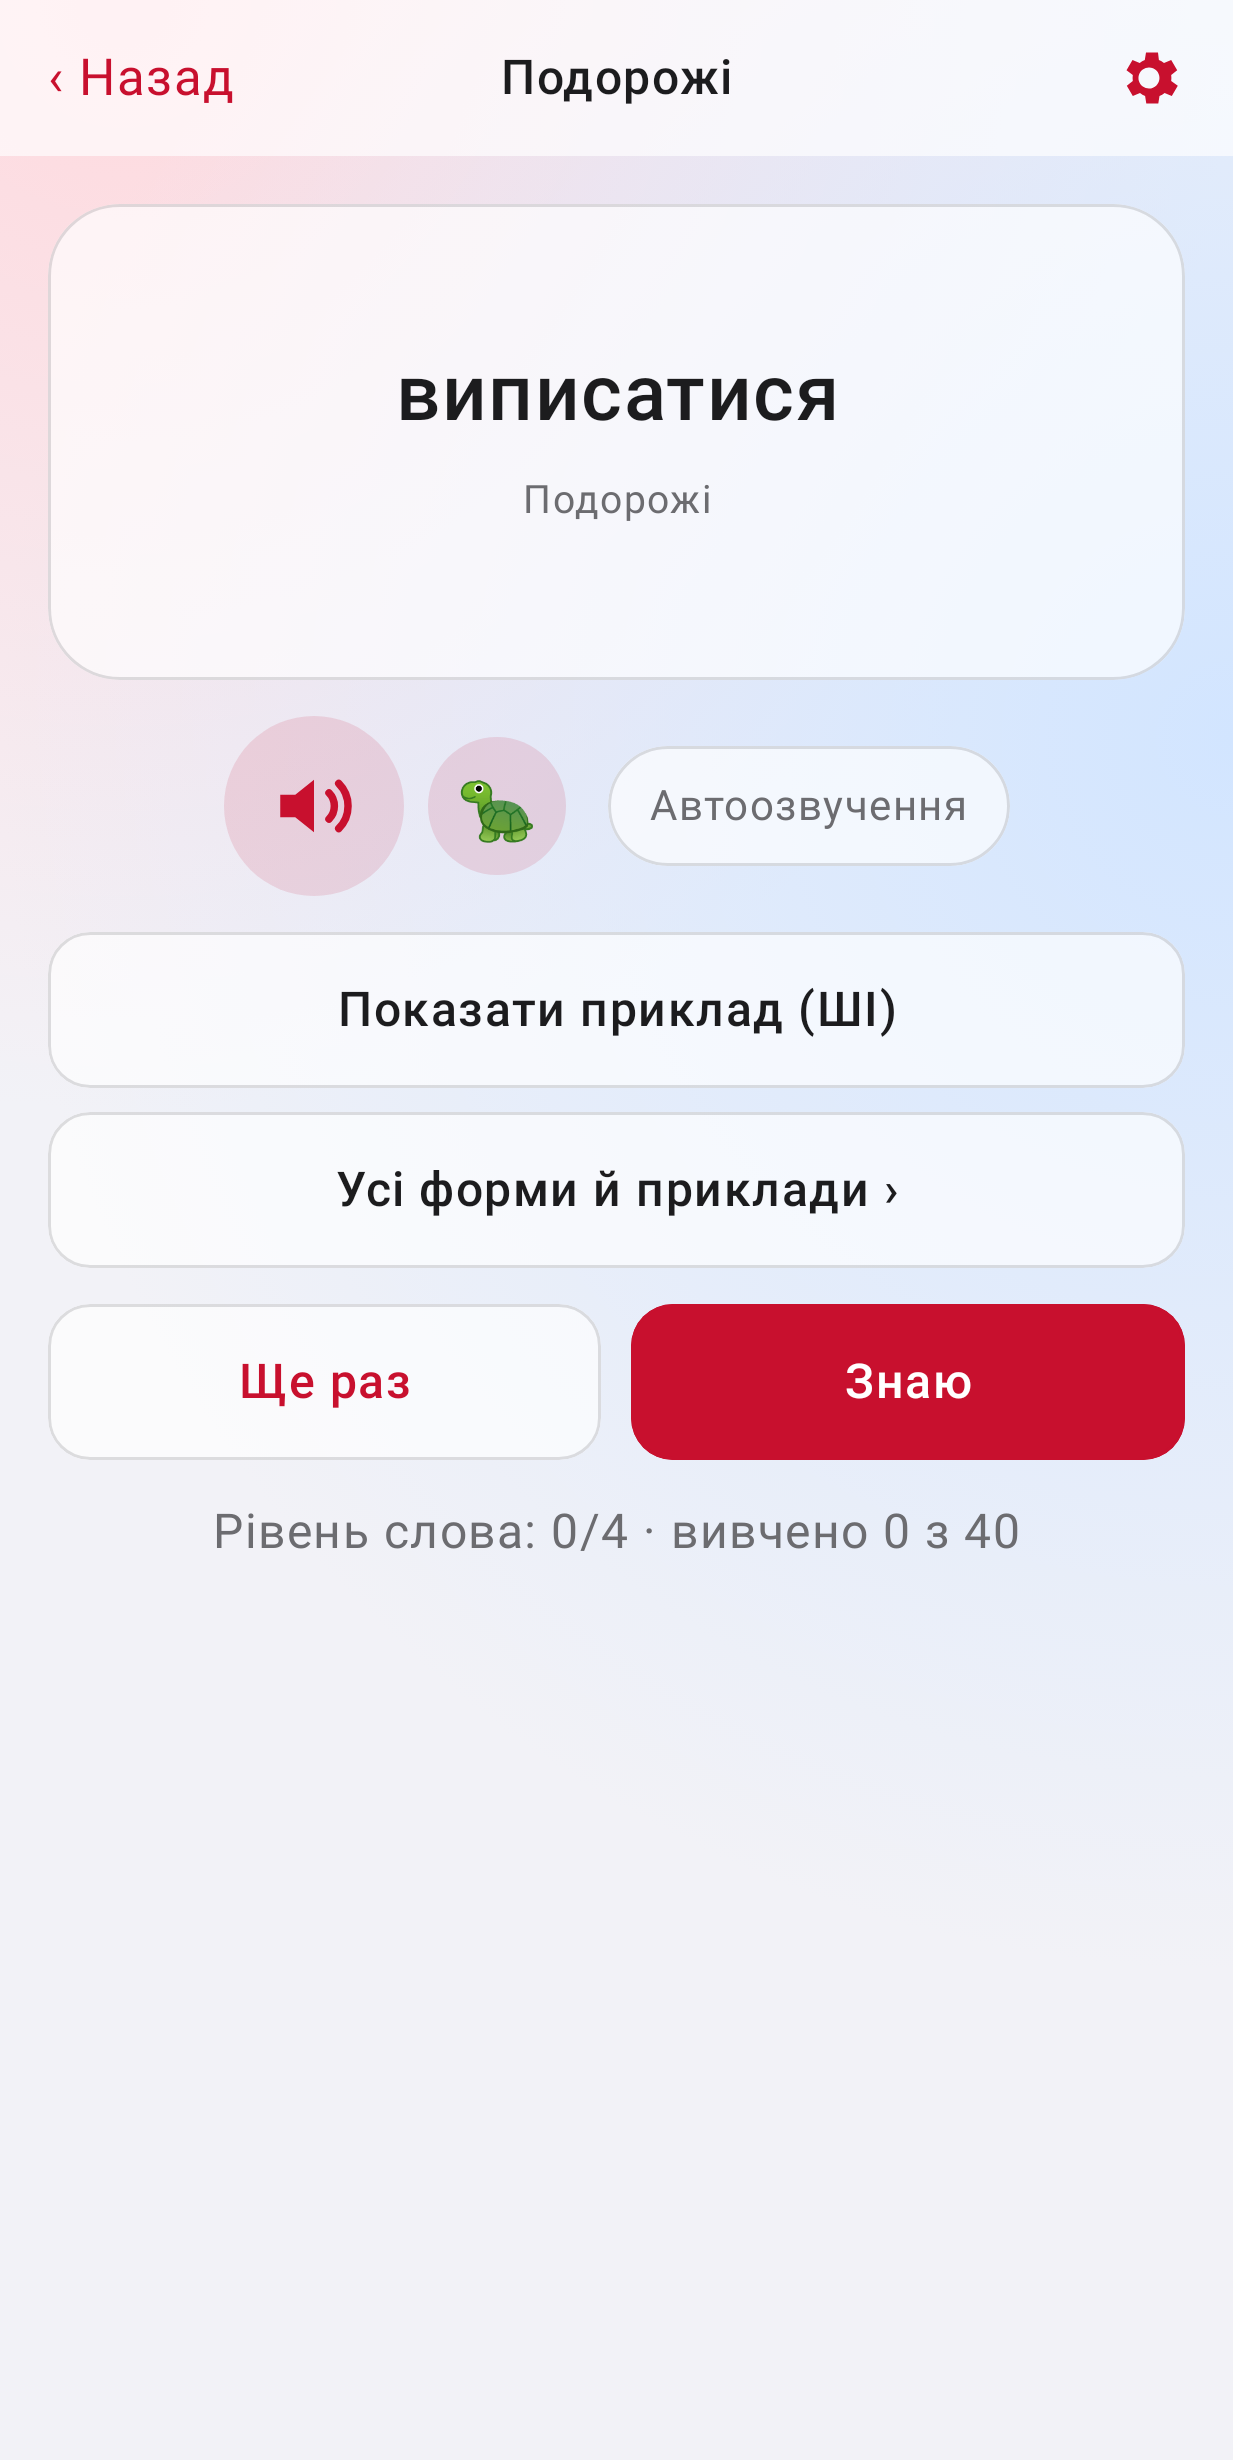 ‹ Назад
Подорожі
виписатися
Подорожі
Автоозвучення
Показати приклад (ШІ)
Усі форми й приклади ›
Ще раз
Знаю
Рівень слова: 0/4 · вивчено 0 з 40